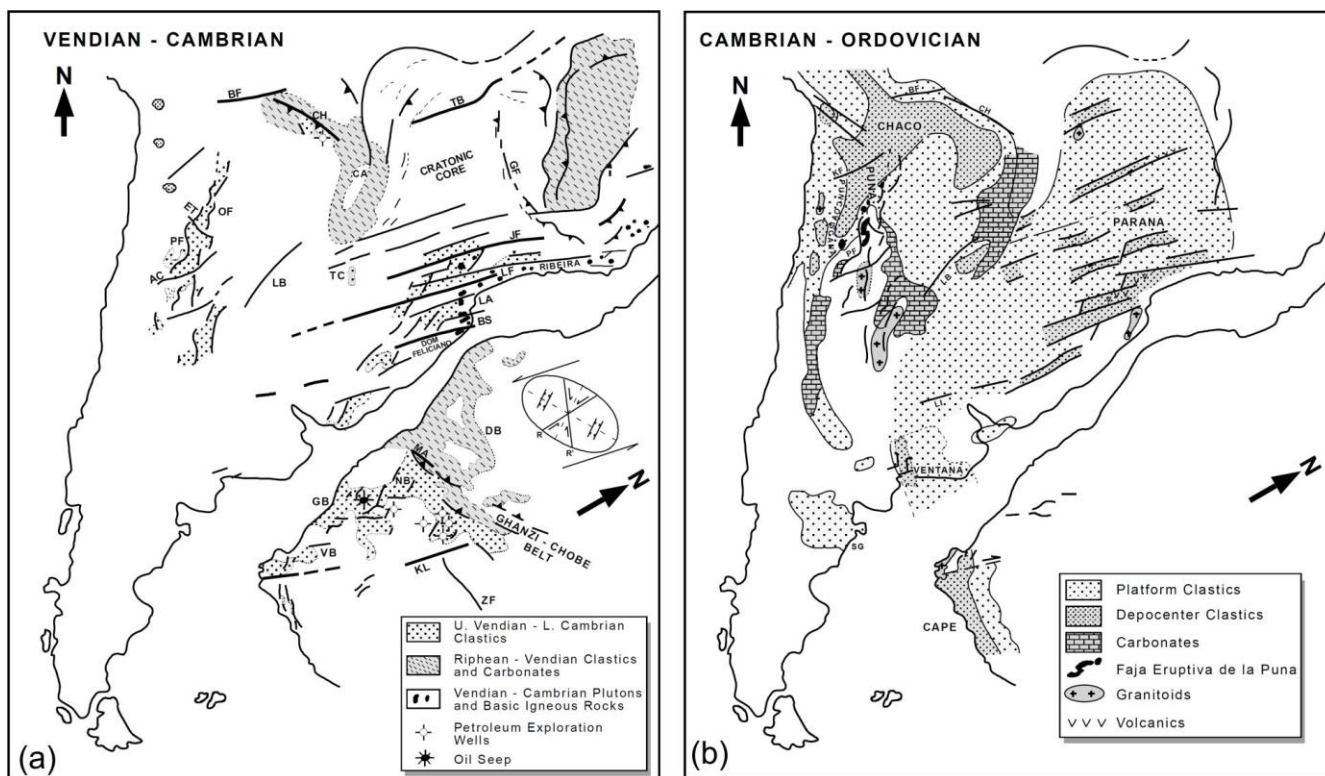 VENDIAN - CAMBRIAN
N
BF
CH
TB
CA
CRATONIC
CORE
GF
ET
OF
PF
AC
LB
TC
JF
LF
RIBEIRA
LA
BS
DOM
FELICIANO
DB
R
R'
MA
NB
GB
N
GHANZI - CHOBE
BELT
VB
KL
ZF
U. Vendian - L. Cambrian
Clastics
Riphean - Vendian Clastics
and Carbonates
Vendian - Cambrian Plutons
and Basic Igneous Rocks
Petroleum Exploration
Wells
Oil Seep
(a)
CAMBRIAN - ORDOVICIAN
N
BF
CH
CHACO
PUNA
PARANA
PF
LB
LI
VENTANA
N
SG
CAPE
Platform Clastics
Depocenter Clastics
Carbonates
Faja Eruptiva de la Puna
Granitoids
Volcanics
(b)